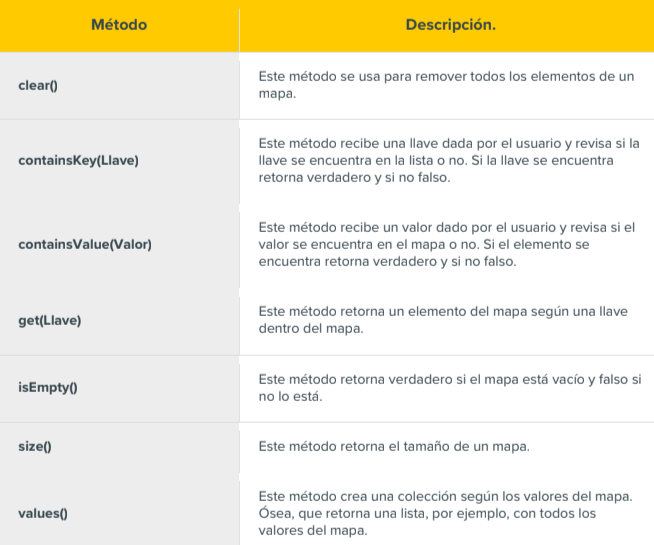 Método
Descripción.
clear()
Este método se usa para remover todos los elementos de un
mapa.
containsKey(Llave)
Este método recibe una llave dada por el usuario y revisa si la
llave se encuentra en la lista o no. Si la llave se encuentra
retorna verdadero y si no falso.
containsValue(Valor)
Este método recibe un valor dado por el usuario y revisa si el
valor se encuentra en el mapa o no. Si el elemento se
encuentra retorna verdadero y si no falso.
get(Llave)
Este método retorna un elemento del mapa según una llave
dentro del mapa.
isEmpty()
Este método retorna verdadero si el mapa está vacío y falso si
no lo está.
size()
Este método retorna el tamaño de un mapa.
values()
Este método crea una colección según los valores del mapa.
Ósea, que retorna una lista, por ejemplo, con todos los
valores del mapa.